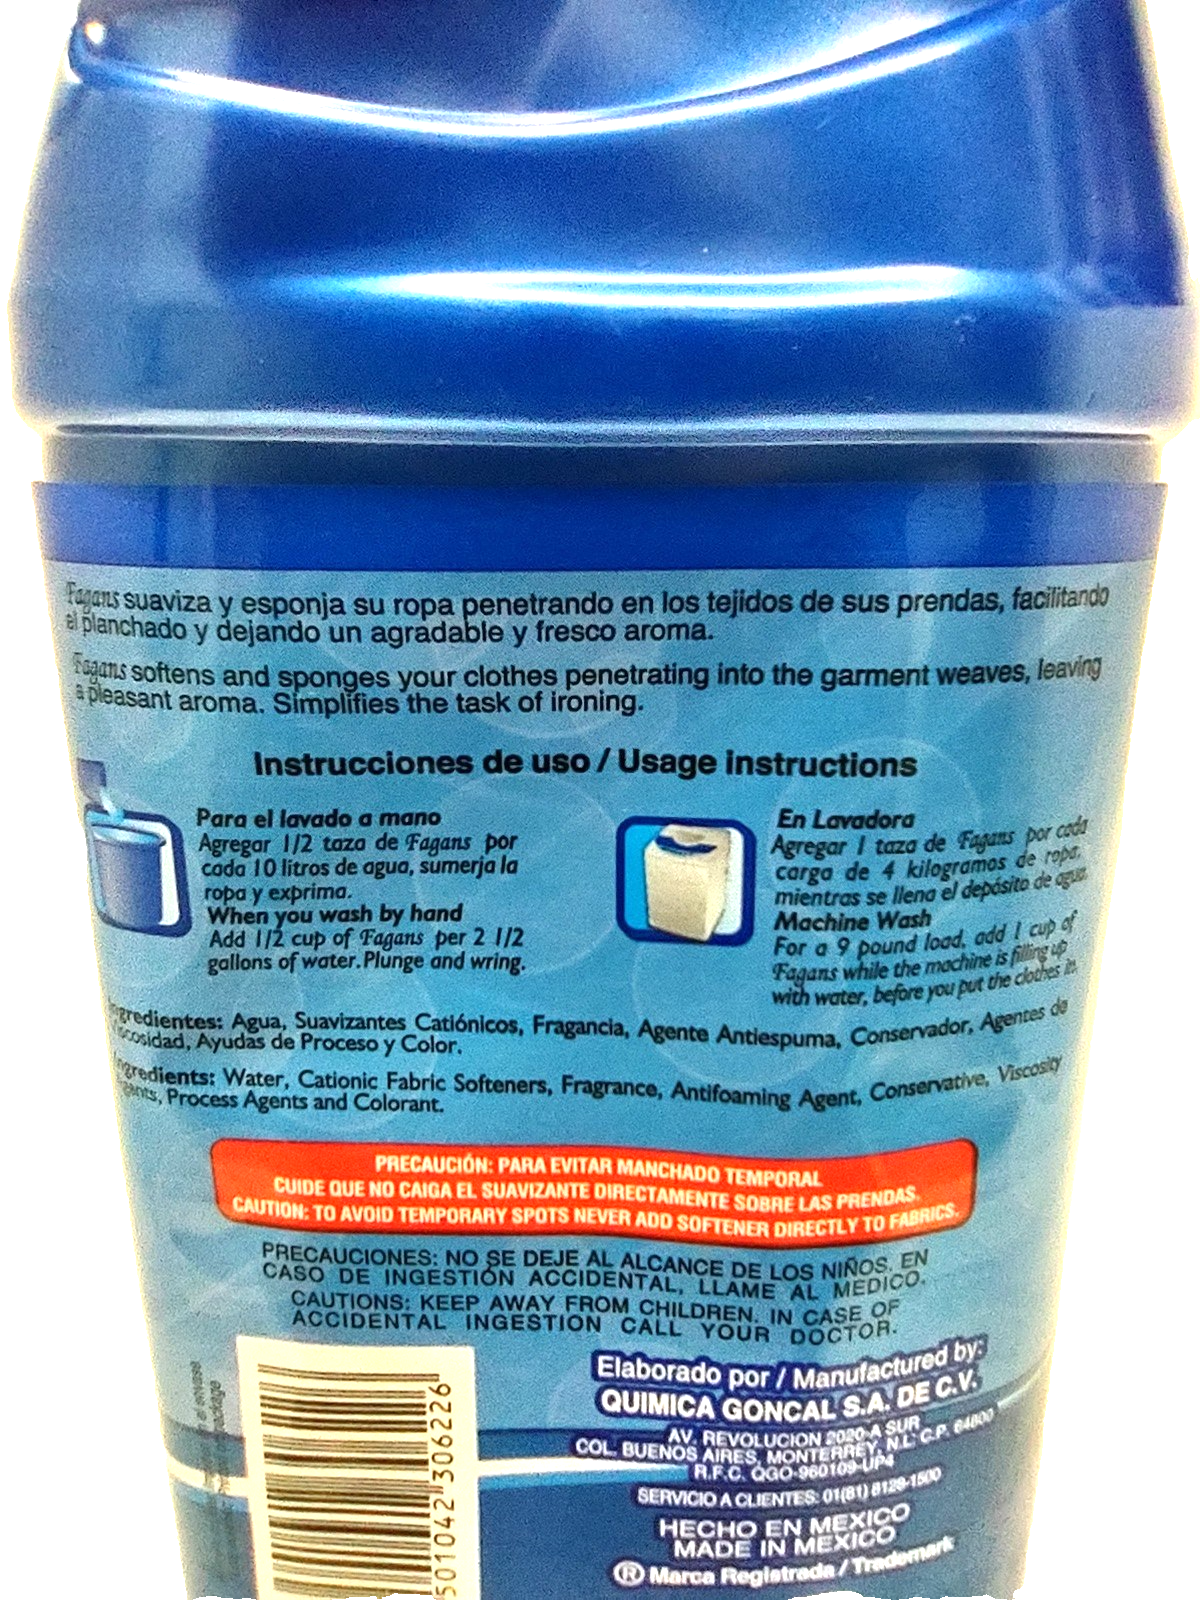 Fagans suaviza y esponja su ropa penetrando en los tejidos de sus prendas, facilitando
el planchado y dejando un agradable y fresco aroma.
Fagans softens and sponges your clothes penetrating into the garment weaves, leaving
a pleasant aroma. Simplifies the task of ironing.
Instrucciones de uso / Usage instructions
Para el lavado a mano
Agregar 1/2 taza de Fagans por
cada 10 litros de agua, sumerja la
ropa y exprima.
When you wash by hand
Add 1/2 cup of Fagans per 2 1/2
gallons of water. Plunge and wring.
En Lavadora
Agregar 1 taza de Fagans por cada
carga de 4 kilogramos de ropa,
mientras se llena el depósito de agua.
Machine Wash
For a 9 pound load, add 1 cup of
Fagans while the machine is filling up
with water, before you put the clothes in.
Ingredientes: Agua, Suavizantes Catiónicos, Fragancia, Agente Antiespuma, Conservador, Agentes de
Viscosidad, Ayudas de Proceso y Color.
Ingredients: Water, Cationic Fabric Softeners, Fragrance, Antifoaming Agent, Conservative, Viscosity
Agents, Process Agents and Colorant.
PRECAUCIÓN: PARA EVITAR MANCHADO TEMPORAL
CUIDE QUE NO CAIGA EL SUAVIZANTE DIRECTAMENTE SOBRE LAS PRENDAS.
CAUTION: TO AVOID TEMPORARY SPOTS NEVER ADD SOFTENER DIRECTLY TO FABRICS.
PRECAUCIONES: NO SE DEJE AL ALCANCE DE LOS NIÑOS. EN
CASO DE INGESTIÓN ACCIDENTAL, LLAME AL MEDICO.
CAUTIONS: KEEP AWAY FROM CHILDREN. IN CASE OF
ACCIDENTAL INGESTION CALL YOUR DOCTOR.
501042 306226
Elaborado por / Manufactured by:
QUIMICA GONCAL S.A. DE C.V.
AV. REVOLUCION 2020-A SUR
COL. BUENOS AIRES, MONTERREY, N.L. C.P. 64800
R.F.C. QGO-960109-UP4
SERVICIO A CLIENTES: 01(81) 8129-1500
HECHO EN MEXICO
MADE IN MEXICO
® Marca Registrada / Trademark